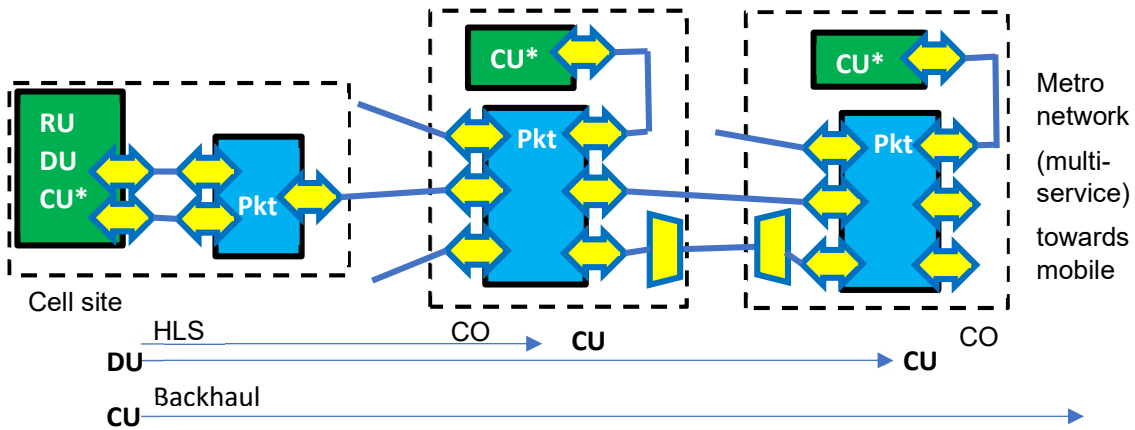 RU
DU
CU*
Pkt
Cell site
CU*
Pkt
CO
CU*
Pkt
CO
Metro
network
(multi-
service)
towards
mobile
HLS
DU
CU
CU
Backhaul
CU